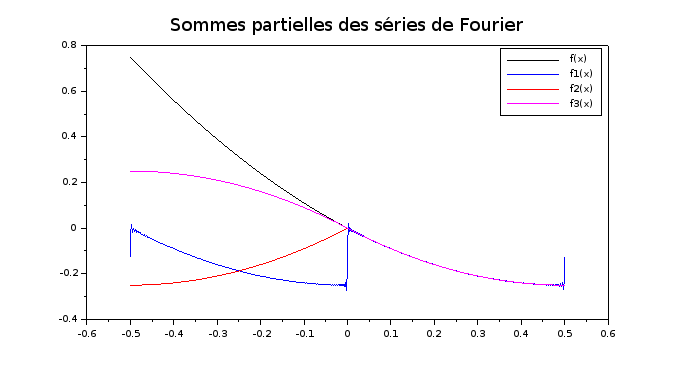 Sommes partielles des séries de Fourier
f(x)
f1(x)
f2(x)
f3(x)
0.8
0.6
0.4
0.2
0
-0.2
-0.4
-0.6 -0.5 -0.4 -0.3 -0.2 -0.1 0 0.1 0.2 0.3 0.4 0.5 0.6